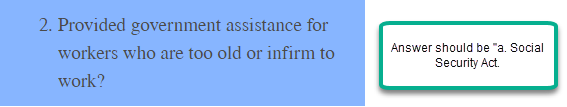 2. Provided government assistance for
workers who are too old or infirm to
work?
Answer should be "a. Social
Security Act.